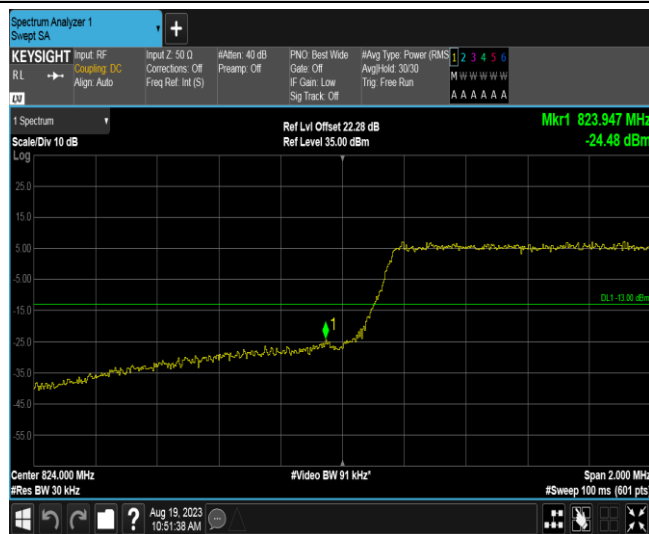 Spectrum Analyzer 1
Swept SA
KEYSIGHT
RL
Input: RF
Coupling: DC
Align: Auto
Input Z: 50 Ω
Corrections: Off
Freq Ref: Int (S)
#Atten: 40 dB
Preamp: Off
PNO: Best Wide
Gate: Off
IF Gain: Low
Sig Track: Off
#Avg Type: Power (RMS
Avg|Hold: 30/30
Trig: Free Run
1 2 3 4 5 6
M W W W W W
A A A A A A
LXI
1 Spectrum
Scale/Div 10 dB
Ref Lvl Offset 22.28 dB
Ref Level 35.00 dBm
Mkr1 823.947 MHz
-24.48 dBm
Log
25.0
15.0
5.00
-5.00
DL1 -13.00 dBm
-15.0
1
-25.0
-35.0
-45.0
-55.0
Center 824.000 MHz
#Video BW 91 kHz*
Span 2.000 MHz
#Res BW 30 kHz
#Sweep 100 ms (601 pts)
Aug 19, 2023
10:51:38 AM